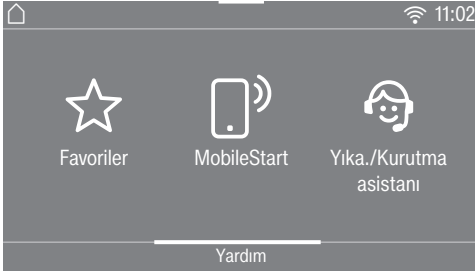 11:02
Favoriler
MobileStart
Yıka./Kurutma
asistanı
Yardım